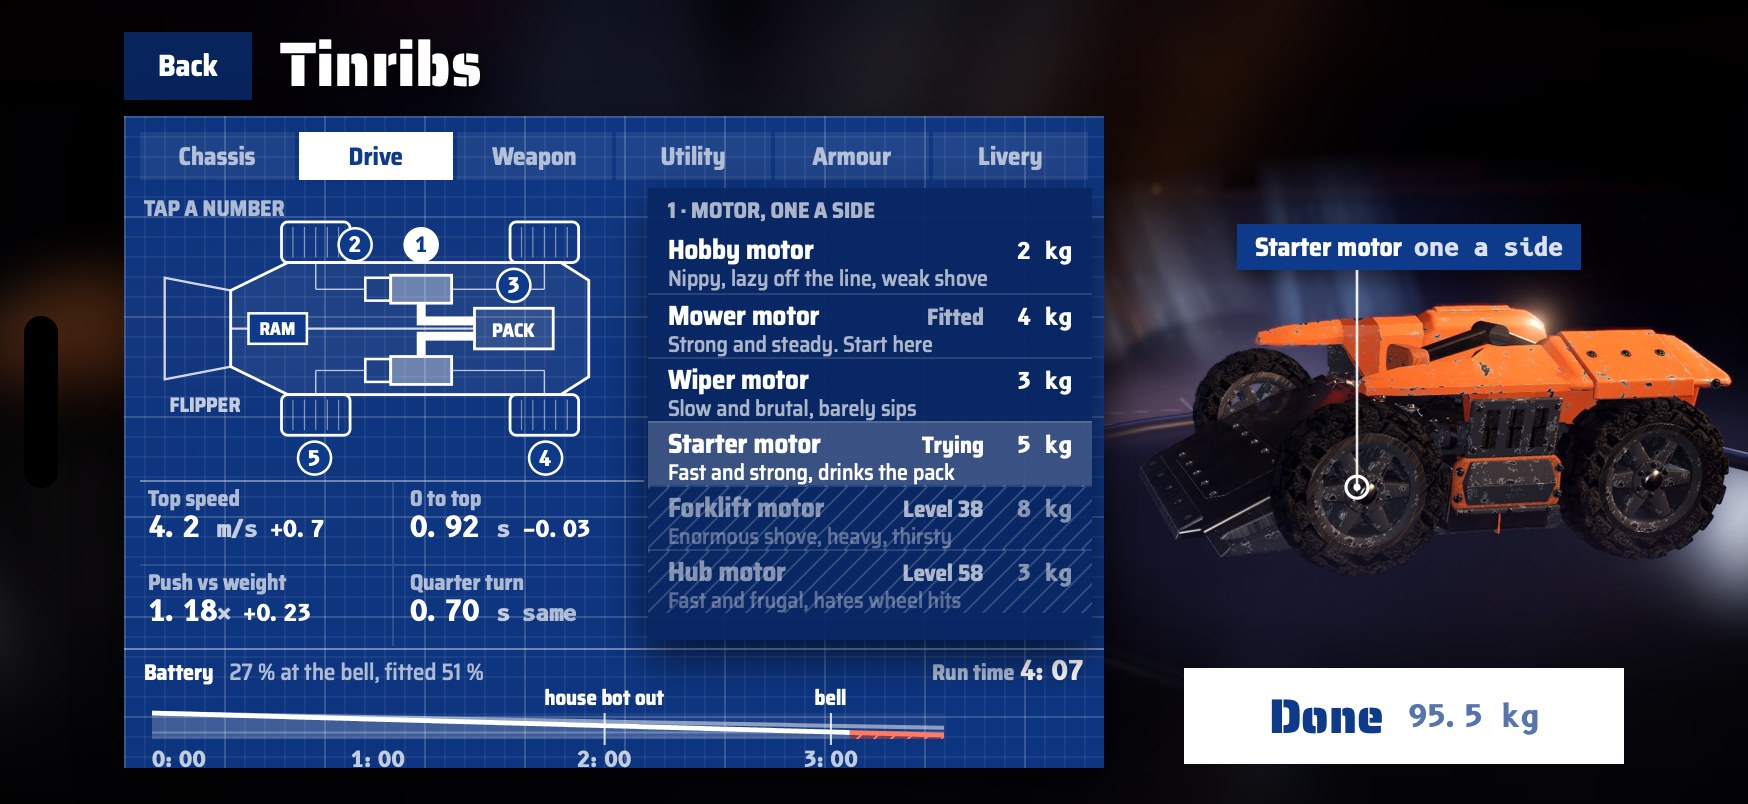 Back
Tinribs
Chassis
Drive
Weapon
Utility
Armour
Livery
TAP A NUMBER
2
1
3
RAM
PACK
FLIPPER
5
4
1 · MOTOR, ONE A SIDE
Hobby motor 2 kg
Nippy, lazy off the line, weak shove
Mower motor Fitted 4 kg
Strong and steady. Start here
Wiper motor 3 kg
Slow and brutal, barely sips
Starter motor Trying 5 kg
Fast and strong, drinks the pack
Forklift motor Level 38 8 kg
Enormous shove, heavy, thirsty
Hub motor Level 58 3 kg
Fast and frugal, hates wheel hits
Top speed
4.2 m/s +0.7
0 to top
0.92 s −0.03
Push vs weight
1.18× +0.23
Quarter turn
0.70 s same
Battery 27 % at the bell, fitted 51 %
Run time 4:07
house bot out
bell
0:00
1:00
2:00
3:00
Starter motor one a side
Done 95.5 kg